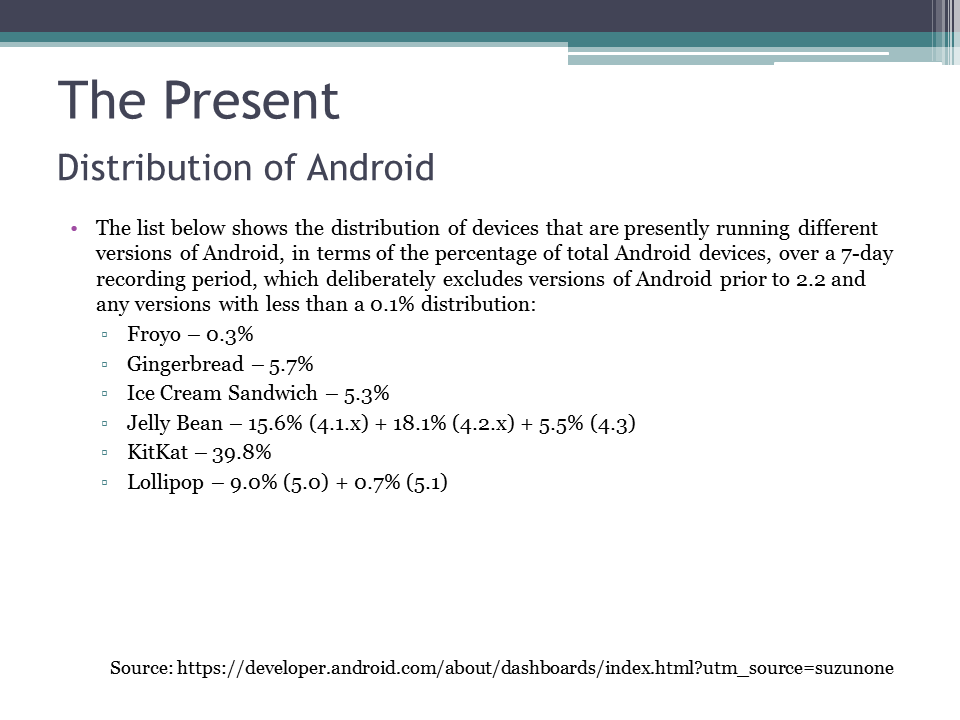 The Present
Distribution of Android
• The list below shows the distribution of devices that are presently running different
versions of Android, in terms of the percentage of total Android devices, over a 7-day
recording period, which deliberately excludes versions of Android prior to 2.2 and
any versions with less than a 0.1% distribution:
▫ Froyo – 0.3%
▫ Gingerbread – 5.7%
▫ Ice Cream Sandwich – 5.3%
▫ Jelly Bean – 15.6% (4.1.x) + 18.1% (4.2.x) + 5.5% (4.3)
▫ KitKat – 39.8%
▫ Lollipop – 9.0% (5.0) + 0.7% (5.1)
Source: https://developer.android.com/about/dashboards/index.html?utm_source=suzunone